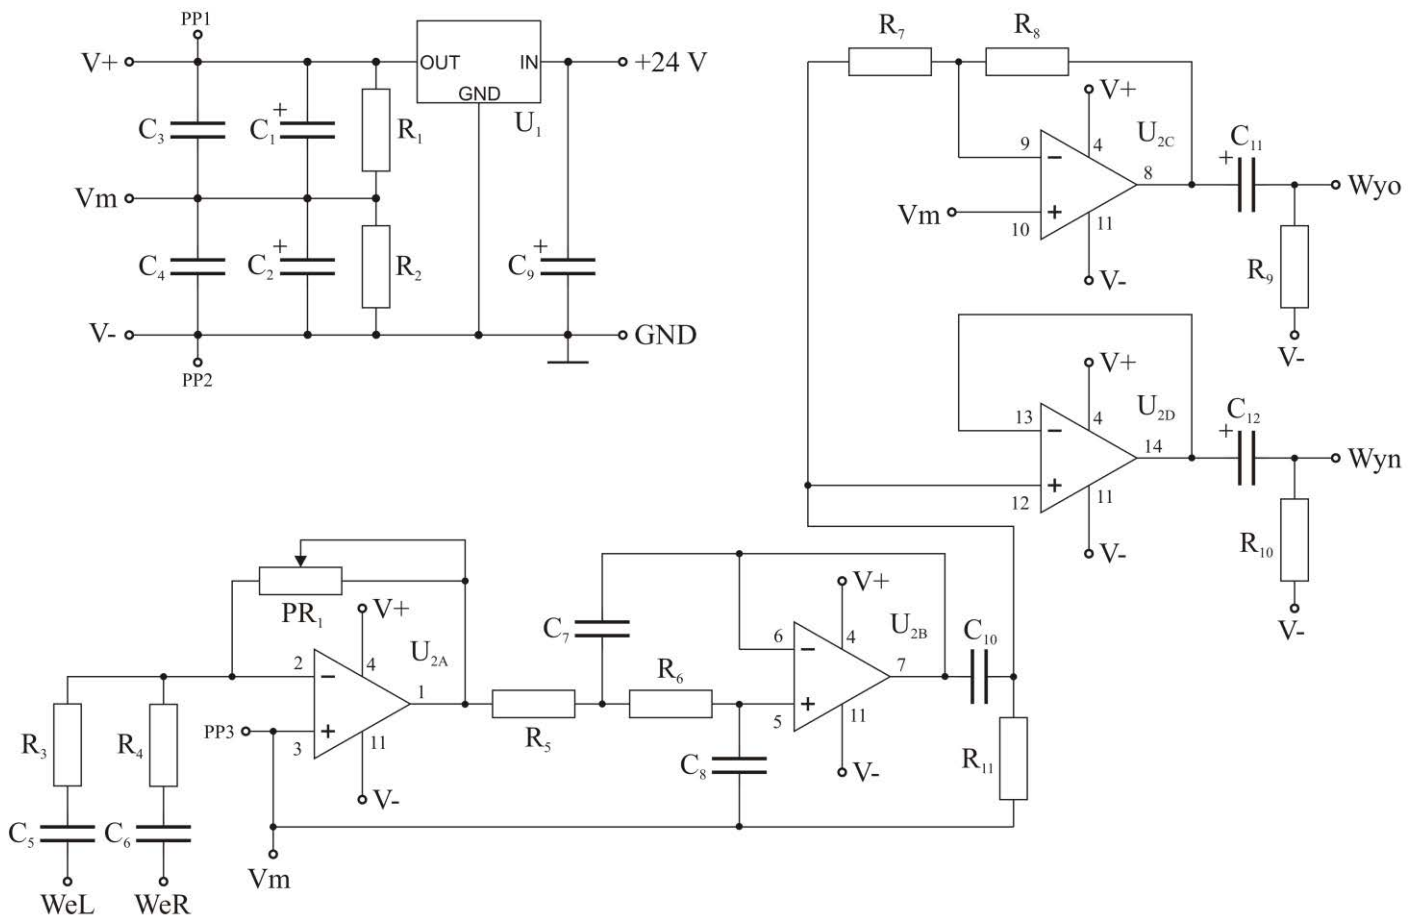 PP1
V+
OUT
IN
+24 V
GND
U1
C3
C1
+
R1
Vm
C4
C2
+
R2
C9
+
V-
GND
PP2
R7
R8
V+
U2C
9
4
−
8
C11
+
Wyo
Vm
+
10
11
V-
R9
V-
V+
U2D
13
4
−
14
C12
+
Wyn
+
12
11
V-
R10
V-
PR1
V+
U2A
2
4
−
1
PP3
+
3
11
V-
R3
R4
C5
C6
WeL
WeR
Vm
R5
C7
R6
C8
V+
U2B
6
4
−
7
C10
+
5
11
V-
R11